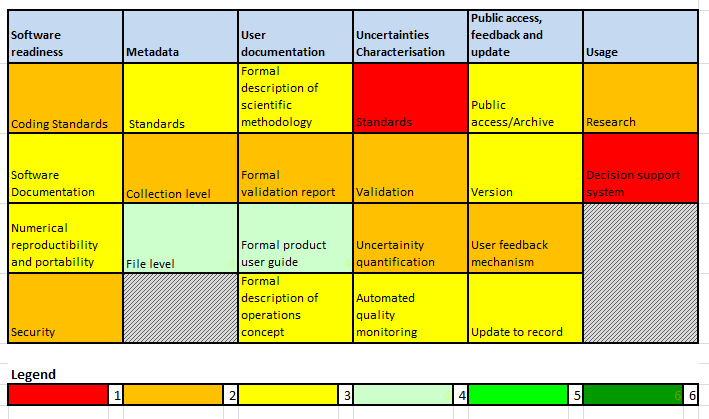 Software readiness
Metadata
User documentation
Uncertainties Characterisation
Public access, feedback and update
Usage
Coding Standards
Standards
Formal description of scientific methodology
Standards
Public access/Archive
Research
Software Documentation
Collection level
Formal validation report
Validation
Version
Decision support system
Numerical reproductibility and portability
File level
Formal product user guide
Uncertainity quantification
User feedback mechanism
Security
Formal description of operations concept
Automated quality monitoring
Update to record
Legend
1
2
3
4
5
6 6